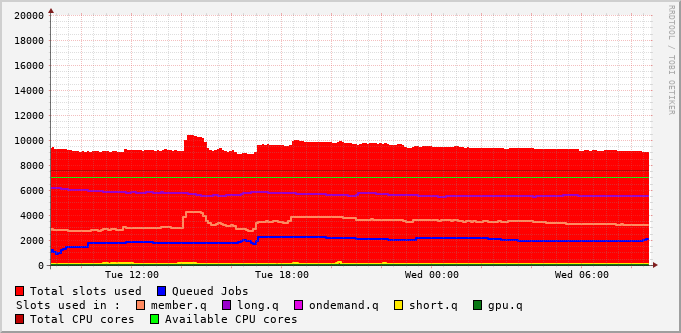 RRDTOOL / TOBI OETIKER
20000
18000
16000
14000
12000
10000
8000
6000
4000
2000
0
Tue 12:00 Tue 18:00 Wed 00:00 Wed 06:00
Total slots used Queued Jobs
Slots used in : member.q long.q ondemand.q short.q gpu.q
Total CPU cores Available CPU cores